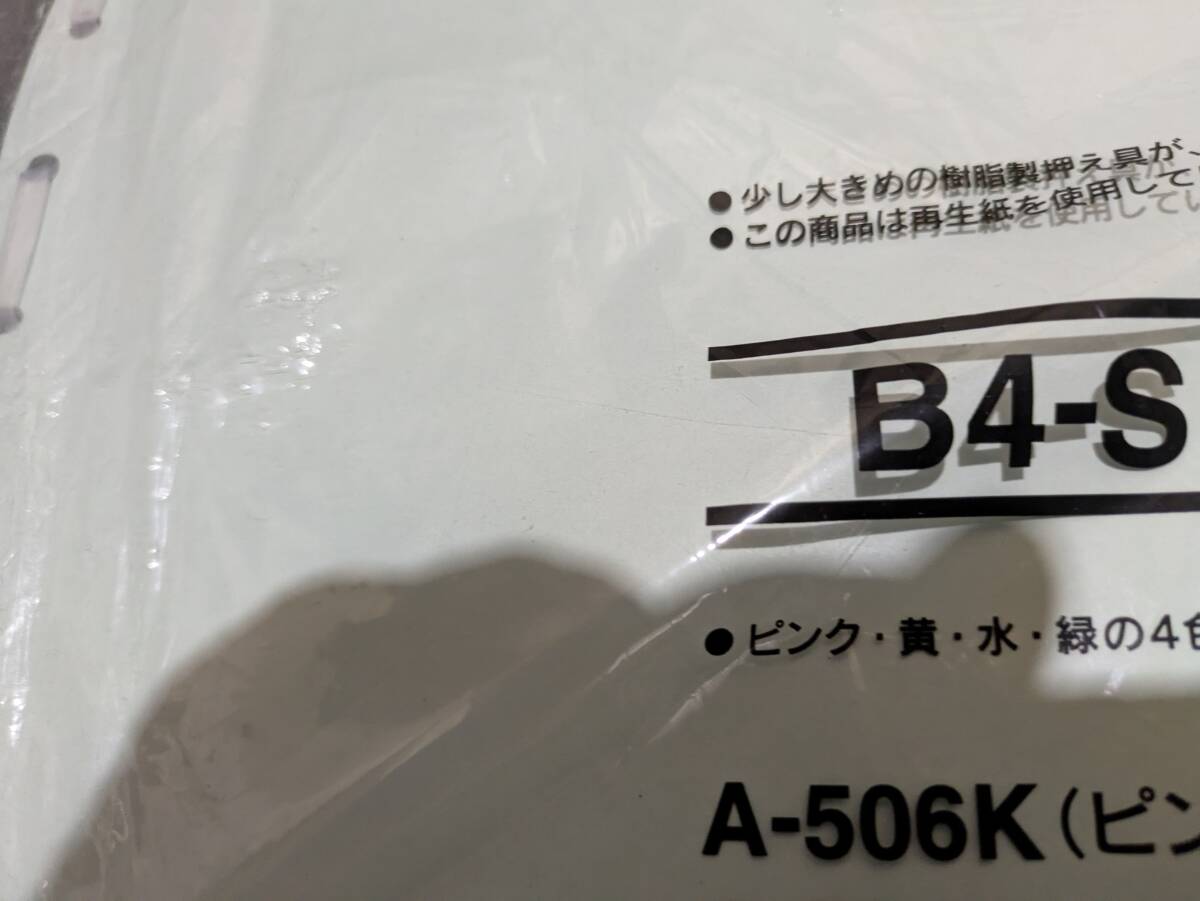 ● 少し大きめの樹脂製押え具が、
● この商品は再生紙を使用してい
B4-S
● ピンク・黄・水・緑の4色
A-506K(ピン